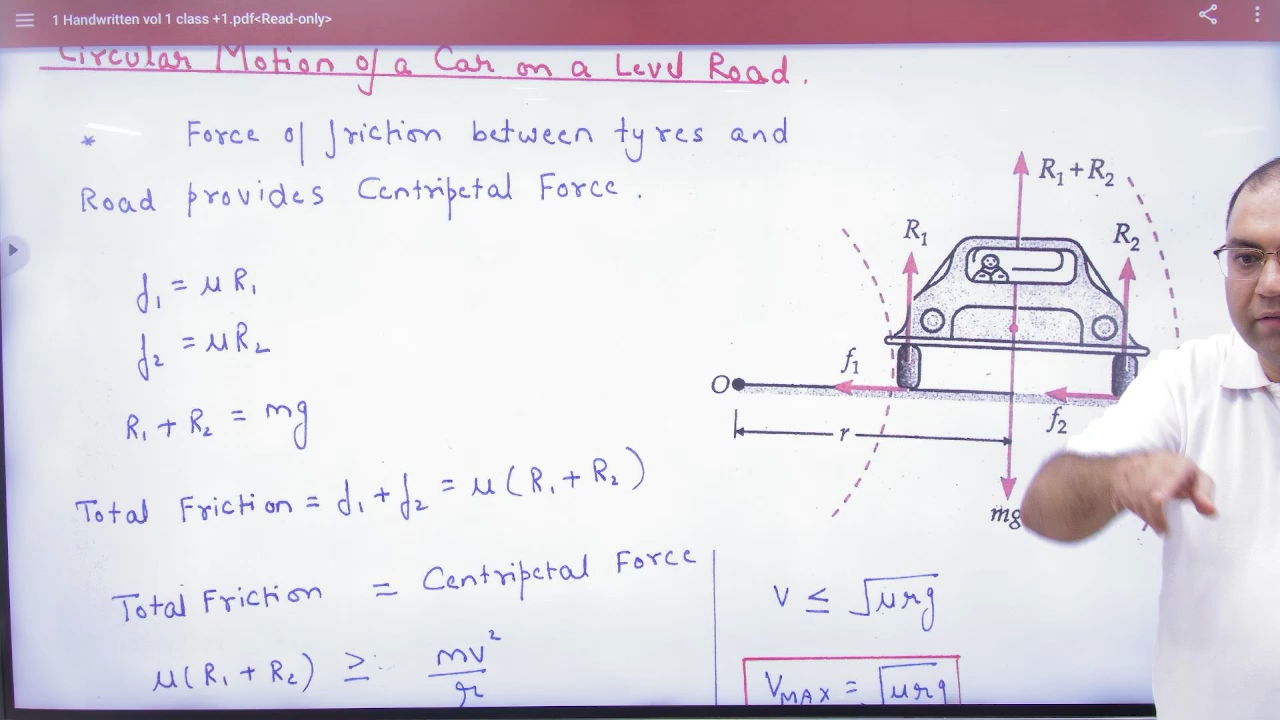 1 Handwritten vol 1 class +1.pdf<Read-only>
Circular Motion of a Car on a Level Road.
* Force of friction between tyres and
Road provides Centripetal Force.
f₁ = μR₁
f₂ = μR₂
R₁ + R₂ = mg
Total Friction = f₁ + f₂ = μ(R₁ + R₂)
Total Friction = Centripetal Force
μ(R₁ + R₂) ≥ mv²/r
R₁ + R₂
R₁
R₂
f₁
O
f₂
r
mg
v ≤ √μrg
VMAX = √μrg